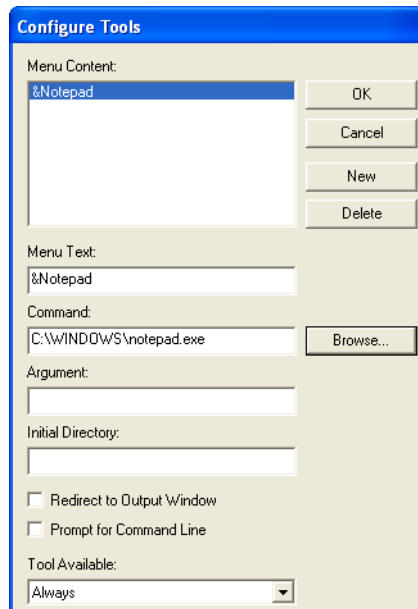 Configure Tools
Menu Content:
&Notepad
OK
Cancel
New
Delete
Menu Text:
&Notepad
Command:
C:\WINDOWS\notepad.exe
Browse...
Argument:
Initial Directory:
Redirect to Output Window
Prompt for Command Line
Tool Available:
Always